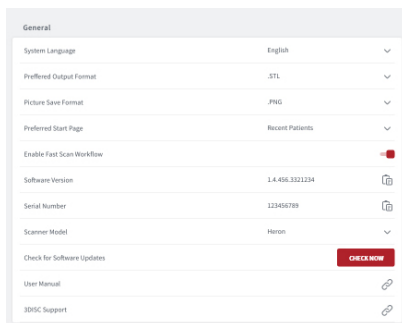 General
System Language English
Preffered Output Format .STL
Picture Save Format .PNG
Preferred Start Page Recent Patients
Enable Fast Scan Workflow
Software Version 1.4.456.3321234
Serial Number 123456789
Scanner Model Heron
Check for Software Updates CHECK NOW
User Manual
3DISC Support